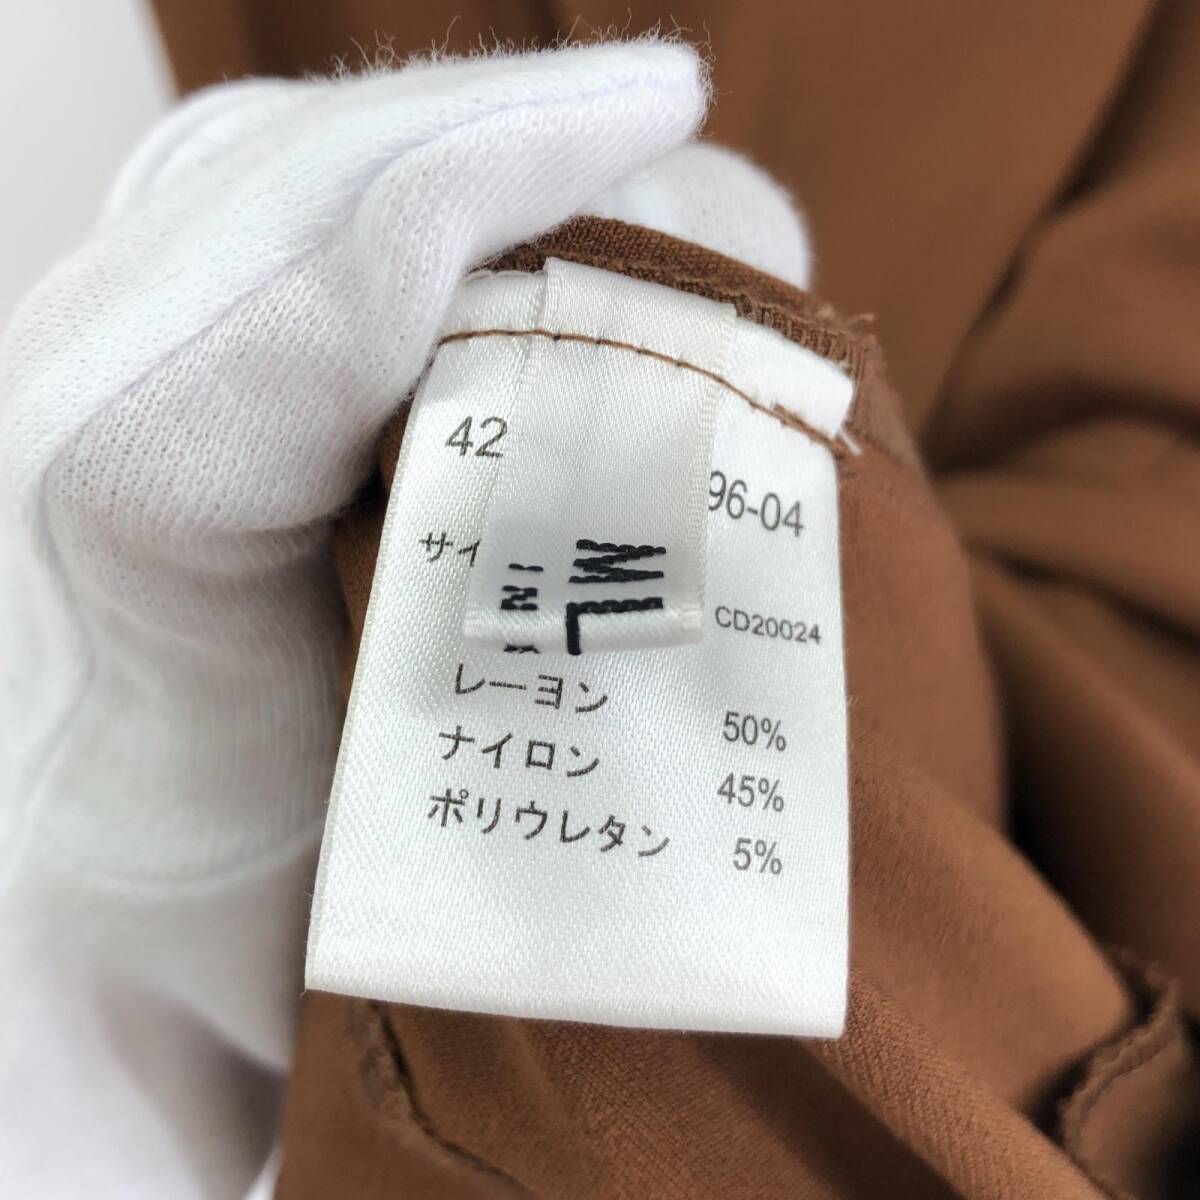 42
96-04
サイ
ML
CD20024
レーヨン 50%
ナイロン 45%
ポリウレタン 5%